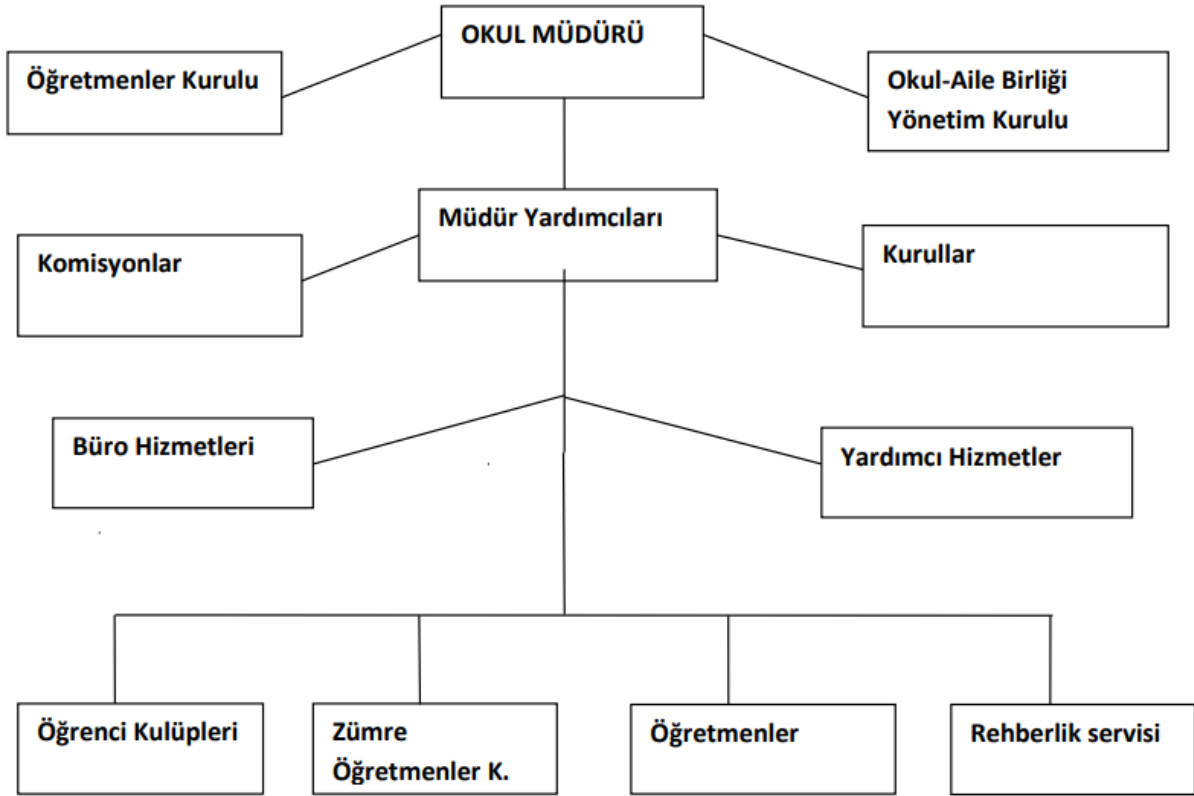 OKUL MÜDÜRÜ
Öğretmenler Kurulu
Okul-Aile Birliği
Yönetim Kurulu
Müdür Yardımcıları
Komisyonlar
Kurullar
Büro Hizmetleri
Yardımcı Hizmetler
Öğrenci Kulüpleri
Zümre
Öğretmenler K.
Öğretmenler
Rehberlik servisi